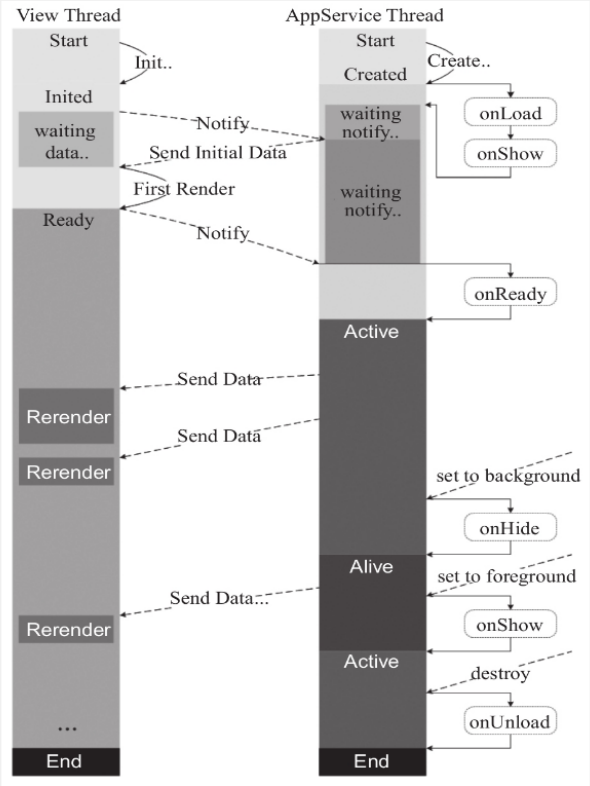 View Thread
AppService Thread
Start
Start
Init..
Create..
Created
Inited
onLoad
waiting
data..
Notify
waiting
notify..
Send Initial Data
onShow
First Render
waiting
notify..
Ready
Notify
onReady
Active
Send Data
Rerender
Send Data
Rerender
set to background
onHide
Alive
set to foreground
Send Data...
Rerender
onShow
Active
destroy
onUnload
...
End
End